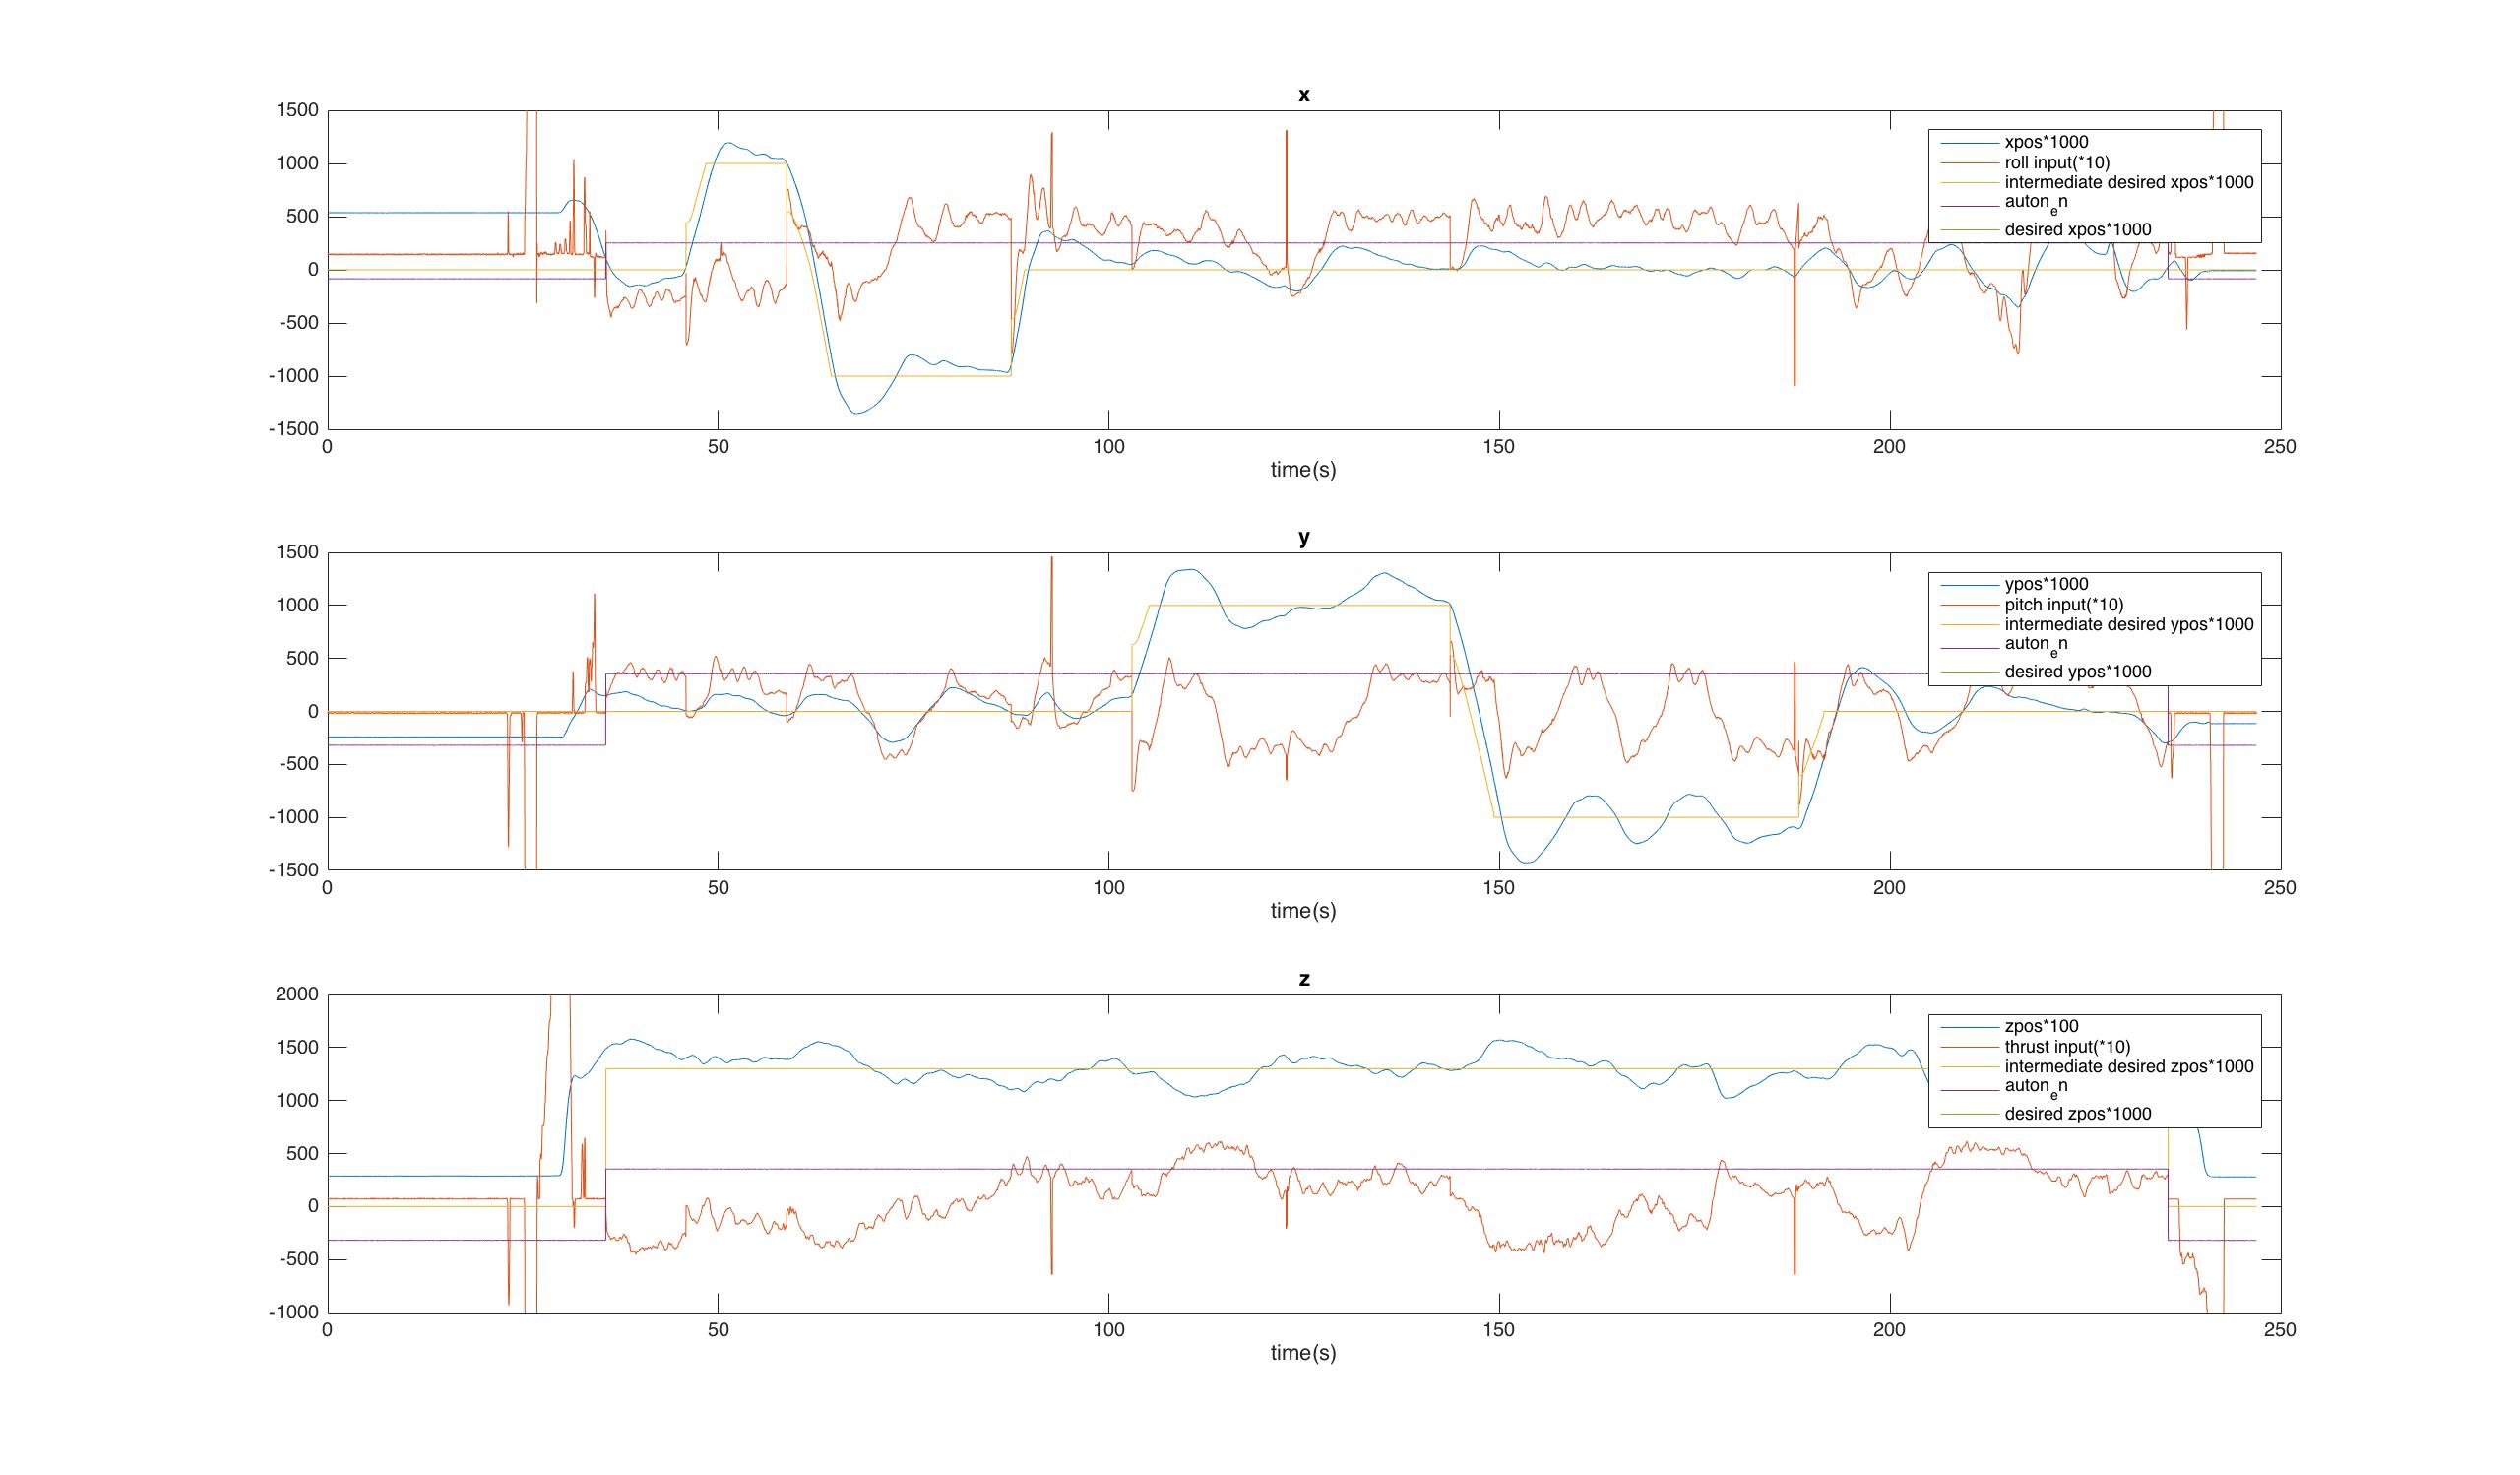 x
1500
1000
500
0
-500
-1000
-1500
0 50 100 150 200 250
time(s)
xpos*1000
roll input(*10)
intermediate desired xpos*1000
auton_en
desired xpos*1000
y
1500
1000
500
0
-500
-1000
-1500
0 50 100 150 200 250
time(s)
ypos*1000
pitch input(*10)
intermediate desired ypos*1000
auton_en
desired ypos*1000
z
2000
1500
1000
500
0
-500
-1000
0 50 100 150 200 250
time(s)
zpos*100
thrust input(*10)
intermediate desired zpos*1000
auton_en
desired zpos*1000